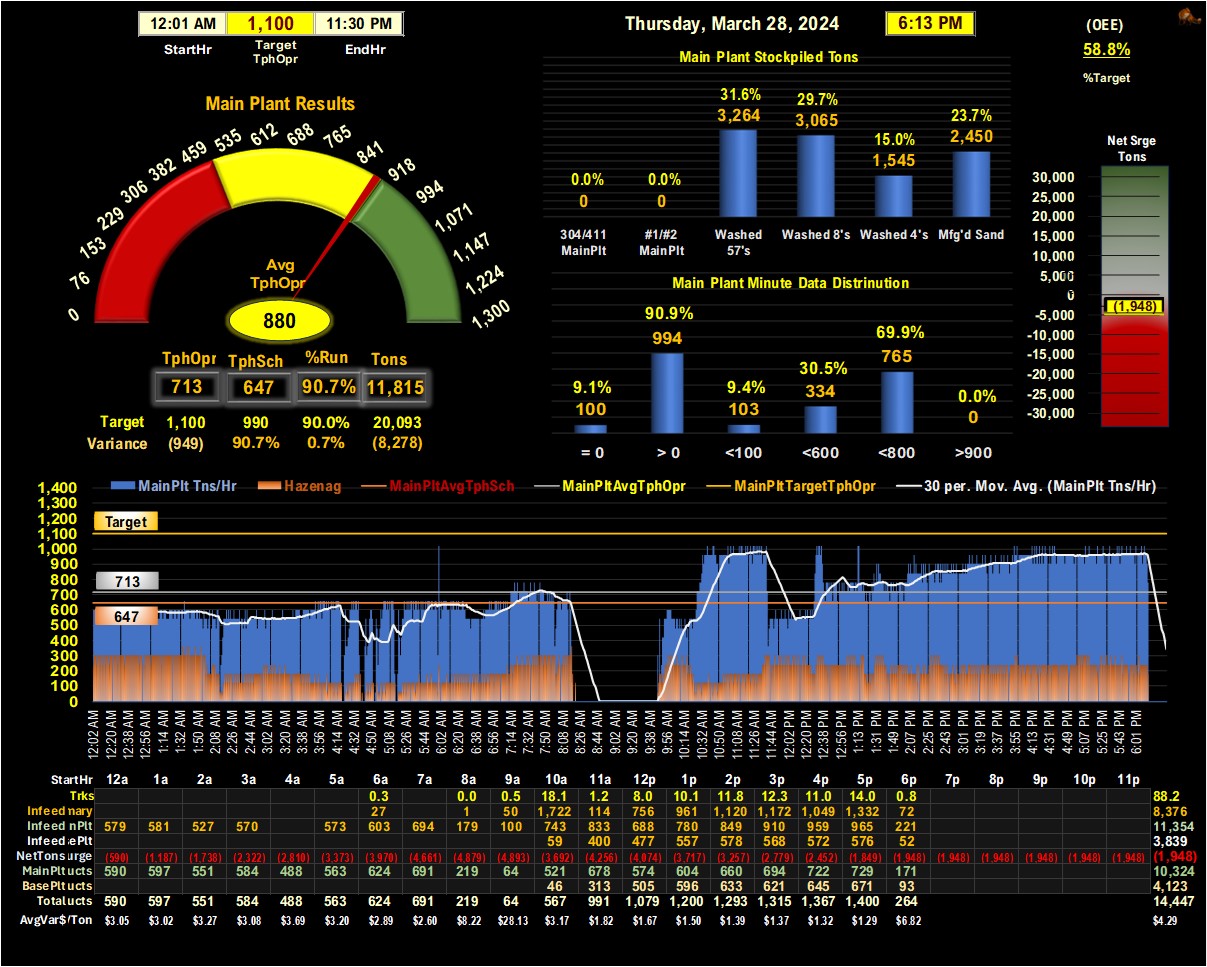 12:01 AM 1,100 11:30 PM
StartHr Target TphOpr EndHr
Thursday, March 28, 2024 6:13 PM
(OEE)
58.8%
%Target
Main Plant Results
0 76 153 229 306 382 459 535 612 688 765 841 918 994 1,071 1,147 1,224 1,300
Avg
TphOpr
880
TphOpr TphSch %Run Tons
713 647 90.7% 11,815
Target 1,100 990 90.0% 20,093
Variance (949) 90.7% 0.7% (8,278)
Main Plant Stockpiled Tons
0.0% 0.0% 31.6% 29.7% 15.0% 23.7%
0 0 3,264 3,065 1,545 2,450
304/411 MainPlt #1/#2 MainPlt Washed 57's Washed 8's Washed 4's Mfg'd Sand
Main Plant Minute Data Distrinution
9.1% 90.9% 9.4% 30.5% 69.9% 0.0%
100 994 103 334 765 0
= 0 > 0 <100 <600 <800 >900
Net Srge
Tons
30,000
25,000
20,000
15,000
10,000
5,000
0
(1,948)
-5,000
-10,000
-15,000
-20,000
-25,000
-30,000
MainPlt Tns/Hr Hazenag MainPltAvgTphSch MainPltAvgTphOpr MainPltTargetTphOpr 30 per. Mov. Avg. (MainPlt Tns/Hr)
1,400
1,300
1,200
1,100
1,000
900
800
700
600
500
400
300
200
100
0
Target
713
647
12:02 AM 12:20 AM 12:38 AM 12:56 AM 1:14 AM 1:32 AM 1:50 AM 2:08 AM 2:26 AM 2:44 AM 3:02 AM 3:20 AM 3:38 AM 3:56 AM 4:14 AM 4:32 AM 4:50 AM 5:08 AM 5:26 AM 5:44 AM 6:02 AM 6:20 AM 6:38 AM 6:56 AM 7:14 AM 7:32 AM 7:50 AM 8:08 AM 8:26 AM 8:44 AM 9:02 AM 9:20 AM 9:38 AM 9:56 AM 10:14 AM 10:32 AM 10:50 AM 11:08 AM 11:26 AM 11:44 AM 12:02 PM 12:20 PM 12:38 PM 12:56 PM 1:13 PM 1:31 PM 1:49 PM 2:07 PM 2:25 PM 2:43 PM 3:01 PM 3:19 PM 3:37 PM 3:55 PM 4:13 PM 4:31 PM 4:49 PM 5:07 PM 5:25 PM 5:43 PM 6:01 PM
StartHr 12a 1a 2a 3a 4a 5a 6a 7a 8a 9a 10a 11a 12p 1p 2p 3p 4p 5p 6p 7p 8p 9p 10p 11p
Trks 0.3 0.0 0.5 18.1 1.2 8.0 10.1 11.8 12.3 11.0 14.0 0.8 88.2
Infeed nary 27 1 50 1,722 114 756 961 1,120 1,172 1,049 1,332 72 8,376
Infeed nPlt 579 581 527 570 573 603 694 179 100 743 833 688 780 849 910 959 965 221 11,354
Infeed ePlt 59 400 477 557 578 568 572 576 52 3,839
NetTons urge (590) (1,187) (1,738) (2,322) (2,810) (3,373) (3,970) (4,661) (4,879) (4,893) (3,692) (4,256) (4,074) (3,717) (3,257) (2,779) (2,452) (1,849) (1,948) (1,948) (1,948) (1,948) (1,948) (1,948) (1,948)
MainPlt ucts 590 597 551 584 488 563 624 691 219 64 521 678 574 604 660 694 722 729 171 10,324
BasePlt ucts 46 313 505 596 633 621 645 671 93 4,123
Total ucts 590 597 551 584 488 563 624 691 219 64 567 991 1,079 1,200 1,293 1,315 1,367 1,400 264 14,447
AvgVar$/Ton $3.05 $3.02 $3.27 $3.08 $3.69 $3.20 $2.89 $2.60 $8.22 $28.13 $3.17 $1.82 $1.67 $1.50 $1.39 $1.37 $1.32 $1.29 $6.82 $4.29